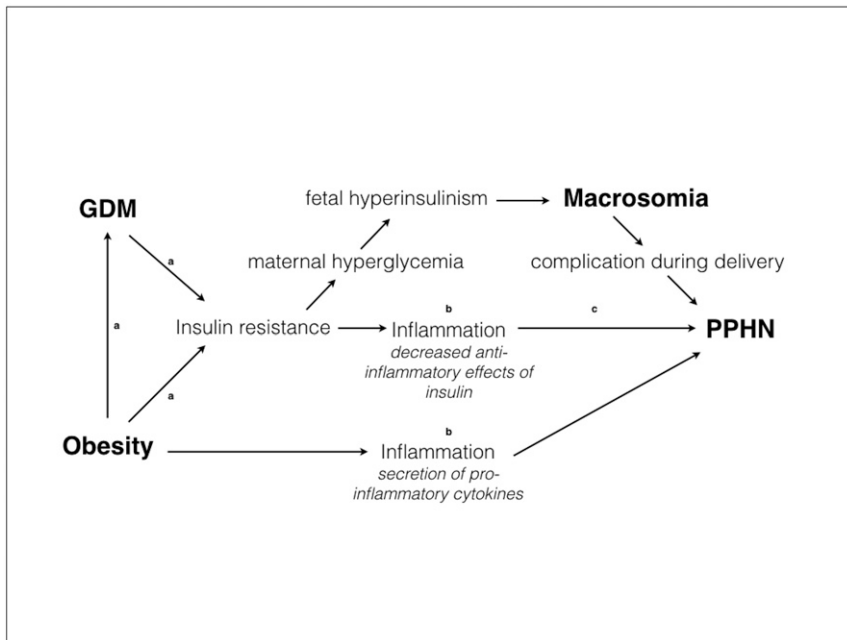 fetal hyperinsulinism
Macrosomia
GDM
a
maternal hyperglycemia
complication during delivery
b
c
a
Insulin resistance
Inflammation
PPHN
decreased anti-
inflammatory effects of
insulin
a
b
Obesity
Inflammation
secretion of pro-
inflammatory cytokines